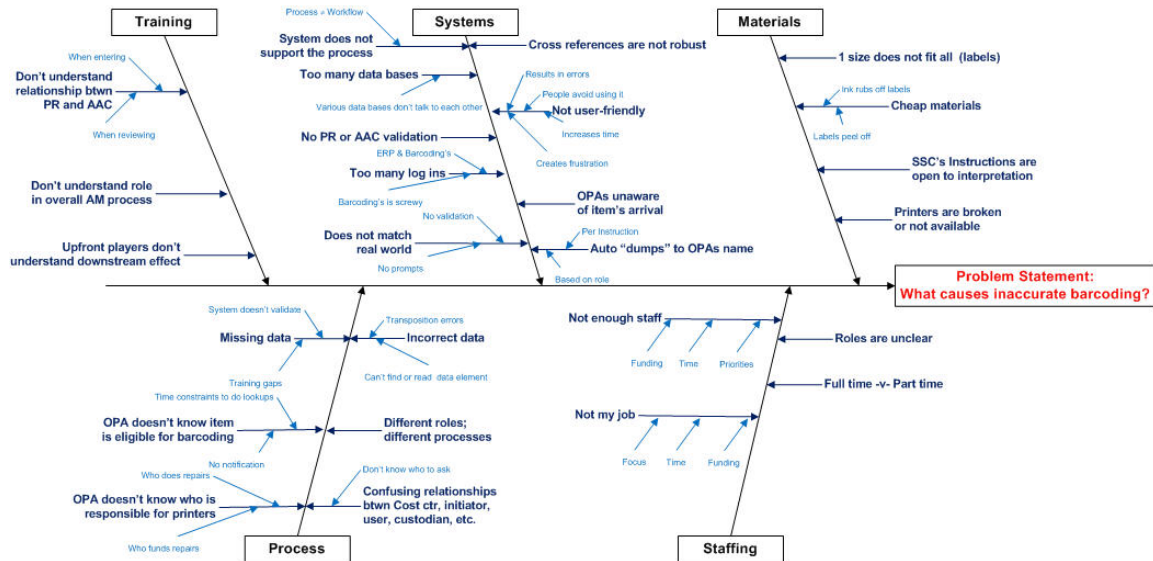 Training
When entering
Don't understand
relationship btwn
PR and AAC
When reviewing
Don't understand role
in overall AM process
Upfront players don't
understand downstream effect
Systems
Process ≠ Workflow
System does not
support the process
Cross references are not robust
Too many data bases
Various data bases don't talk to each other
Results in errors
People avoid using it
Not user-friendly
Increases time
Creates frustration
No PR or AAC validation
ERP & Barcoding's
Too many log ins
Barcoding's is screwy
OPAs unaware
of item's arrival
No validation
Does not match
real world
No prompts
Per Instruction
Auto "dumps" to OPAs name
Based on role
Materials
1 size does not fit all (labels)
Ink rubs off labels
Cheap materials
Labels peel off
SSC's Instructions are
open to interpretation
Printers are broken
or not available
Problem Statement:
What causes inaccurate barcoding?
System doesn't validate
Missing data
Training gaps
Transposition errors
Incorrect data
Can't find or read data element
Time constraints to do lookups
OPA doesn't know item
is eligible for barcoding
No notification
Different roles;
different processes
Who does repairs
OPA doesn't know who is
responsible for printers
Who funds repairs
Don't know who to ask
Confusing relationships
btwn Cost ctr, initiator,
user, custodian, etc.
Process
Not enough staff
Funding
Time
Priorities
Roles are unclear
Full time -v- Part time
Not my job
Focus
Time
Funding
Staffing